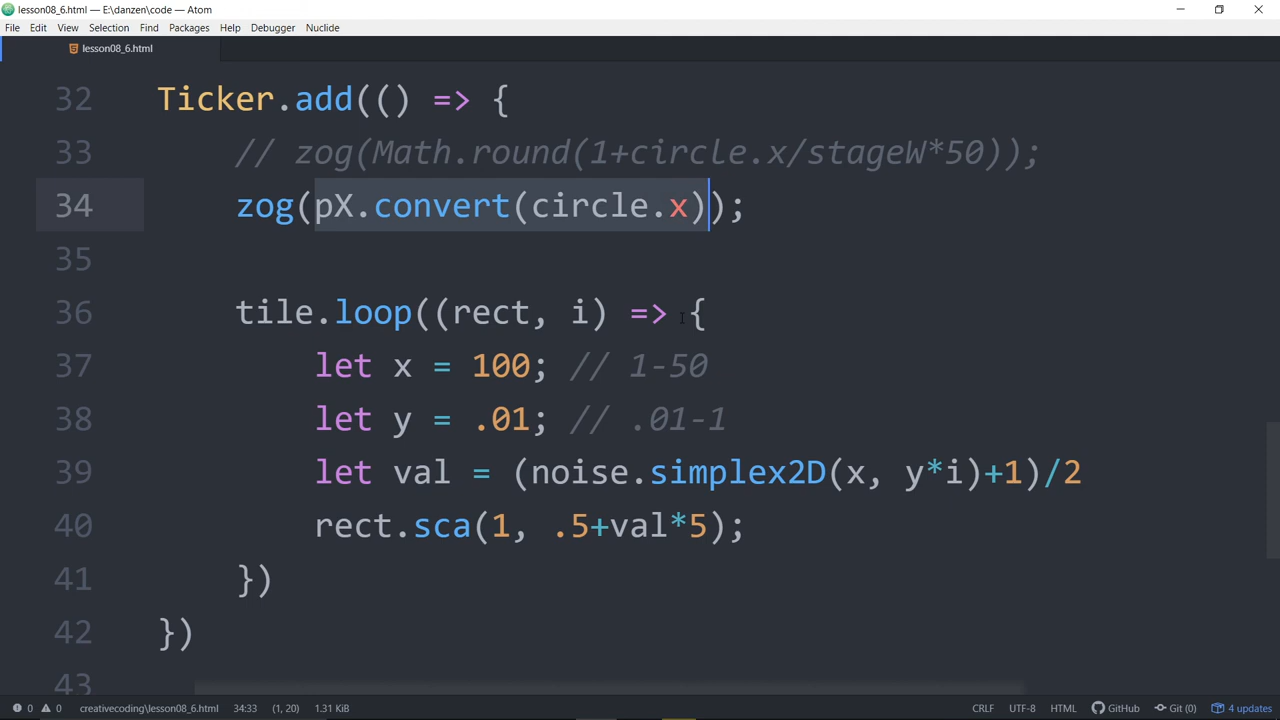 lesson08_6.html — E:\danzen\code — Atom
File Edit View Selection Find Packages Help Debugger Nuclide
lesson08_6.html
32 Ticker.add(() => {
33 // zog(Math.round(1+circle.x/stageW*50));
34 zog(pX.convert(circle.x));
35
36 tile.loop((rect, i) => {
37 let x = 100; // 1-50
38 let y = .01; // .01-1
39 let val = (noise.simplex2D(x, y*i)+1)/2
40 rect.sca(1, .5+val*5);
41 })
42 })
43
0 0 creativecoding\lesson08_6.html 34:33 (1, 20) 1.31 KiB CRLF UTF-8 HTML GitHub Git (0) 4 updates